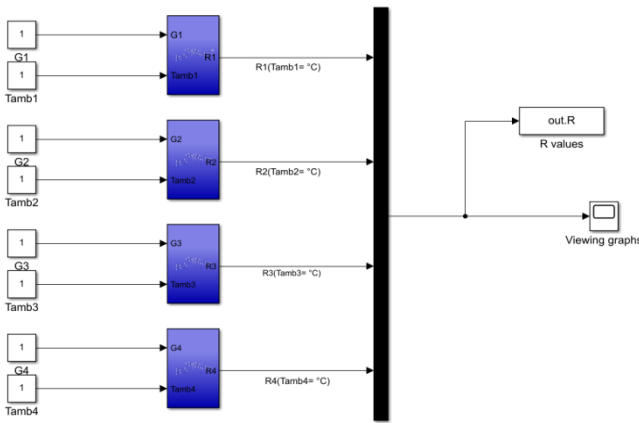 1
G1
G1
R1
R1(Tamb1= °C)
1
Tamb1
Tamb1
out.R
R values
1
G2
G2
R2
R2(Tamb2= °C)
1
Tamb2
Tamb2
Viewing graphs
1
G3
G3
R3
R3(Tamb3= °C)
1
Tamb3
Tamb3
1
G4
G4
R4
R4(Tamb4= °C)
1
Tamb4
Tamb4